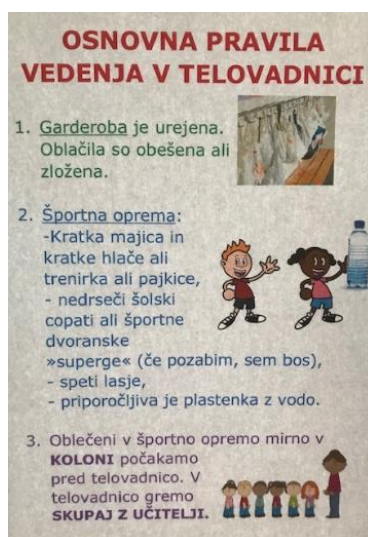 OSNOVNA PRAVILA
VEDENJA V TELOVADNICI
1. Garderoba je urejena.
Oblačila so obešena ali
zložena.
2. Športna oprema:
-Kratka majica in
kratke hlače ali
trenirka ali pajkice,
- nedrseči šolski
copati ali športne
dvoranske
»superge« (če pozabim, sem bos),
- speti lasje,
- priporočljiva je plastenka z vodo.
3. Oblečeni v športno opremo mirno v
KOLONI počakamo
pred telovadnico. V
telovadnico gremo
SKUPAJ Z UČITELJI.